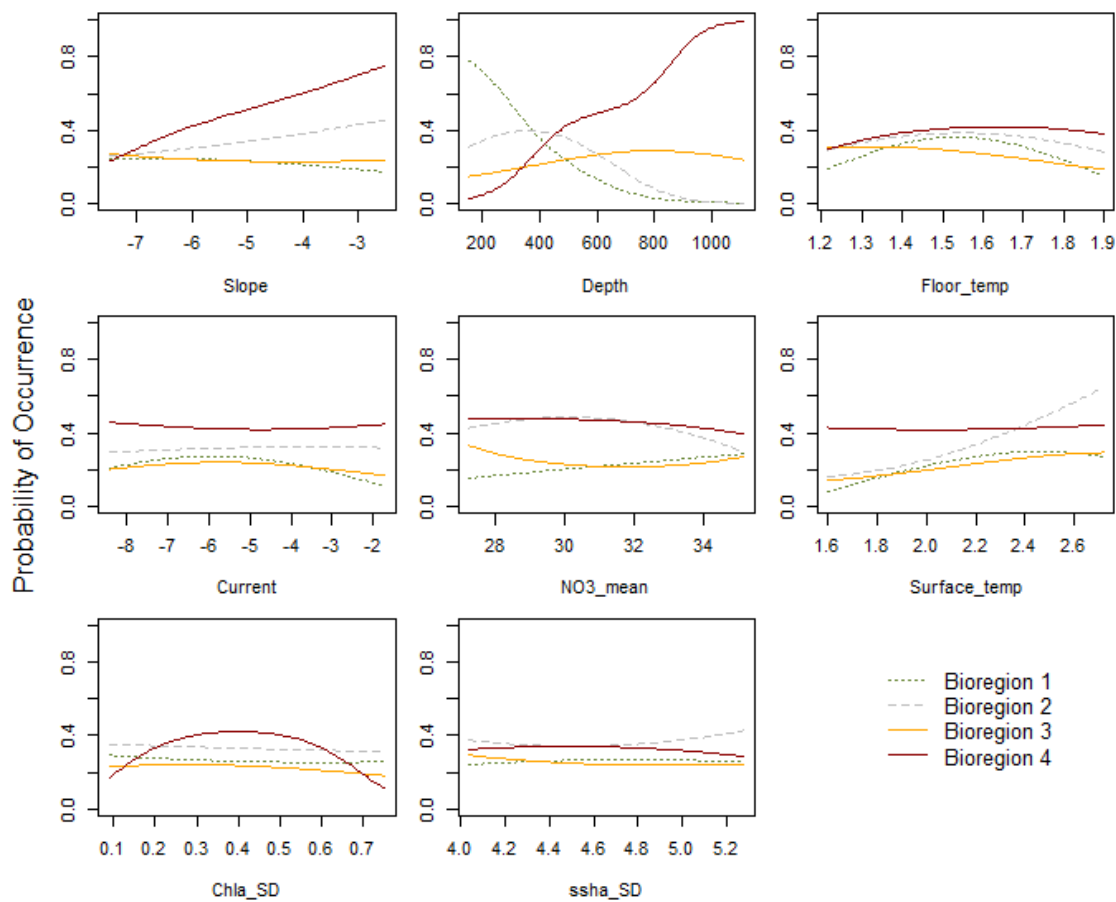 Probability of Occurrence
0.0 0.4 0.8
-7 -6 -5 -4 -3
Slope
200 400 600 800 1000
Depth
0.0 0.4 0.8
1.2 1.3 1.4 1.5 1.6 1.7 1.8 1.9
Floor_temp
0.0 0.4 0.8
0.0 0.4 0.8
-8 -7 -6 -5 -4 -3 -2
Current
0.0 0.4 0.8
28 30 32 34
NO3_mean
0.0 0.4 0.8
1.6 1.8 2.0 2.2 2.4 2.6
Surface_temp
0.0 0.4 0.8
0.1 0.2 0.3 0.4 0.5 0.6 0.7
Chla_SD
0.0 0.4 0.8
4.0 4.2 4.4 4.6 4.8 5.0 5.2
ssha_SD
0.0 0.4 0.8
Bioregion 1
Bioregion 2
Bioregion 3
Bioregion 4